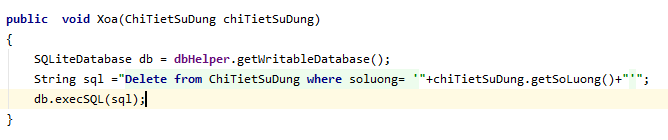 public  void Xoa(ChiTietSuDung chiTietSuDung)
{
SQLiteDatabase db = dbHelper.getWritableDatabase();
String sql ="Delete from ChiTietSuDung where soluong= '"+chiTietSuDung.getSoLuong()+"'";
db.execSQL(sql);
}